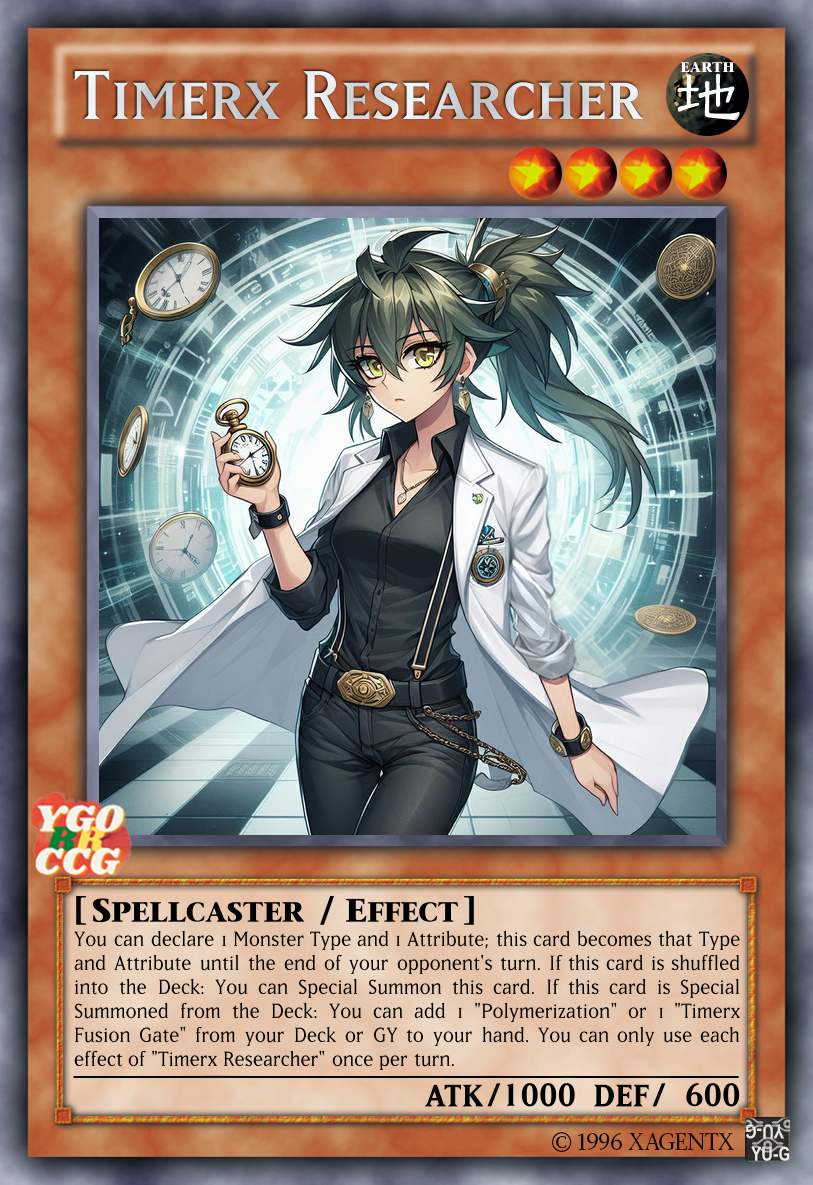 Timerx Researcher
EARTH
地
YGO
RR
CCG
[ Spellcaster / Effect ]
You can declare 1 Monster Type and 1 Attribute; this card becomes that Type
and Attribute until the end of your opponent's turn. If this card is shuffled
into the Deck: You can Special Summon this card. If this card is Special
Summoned from the Deck: You can add 1 "Polymerization" or 1 "Timerx
Fusion Gate" from your Deck or GY to your hand. You can only use each
effect of "Timerx Researcher" once per turn.
ATK/1000 DEF/ 600
© 1996 XAGENTX
YU-G
YU-G